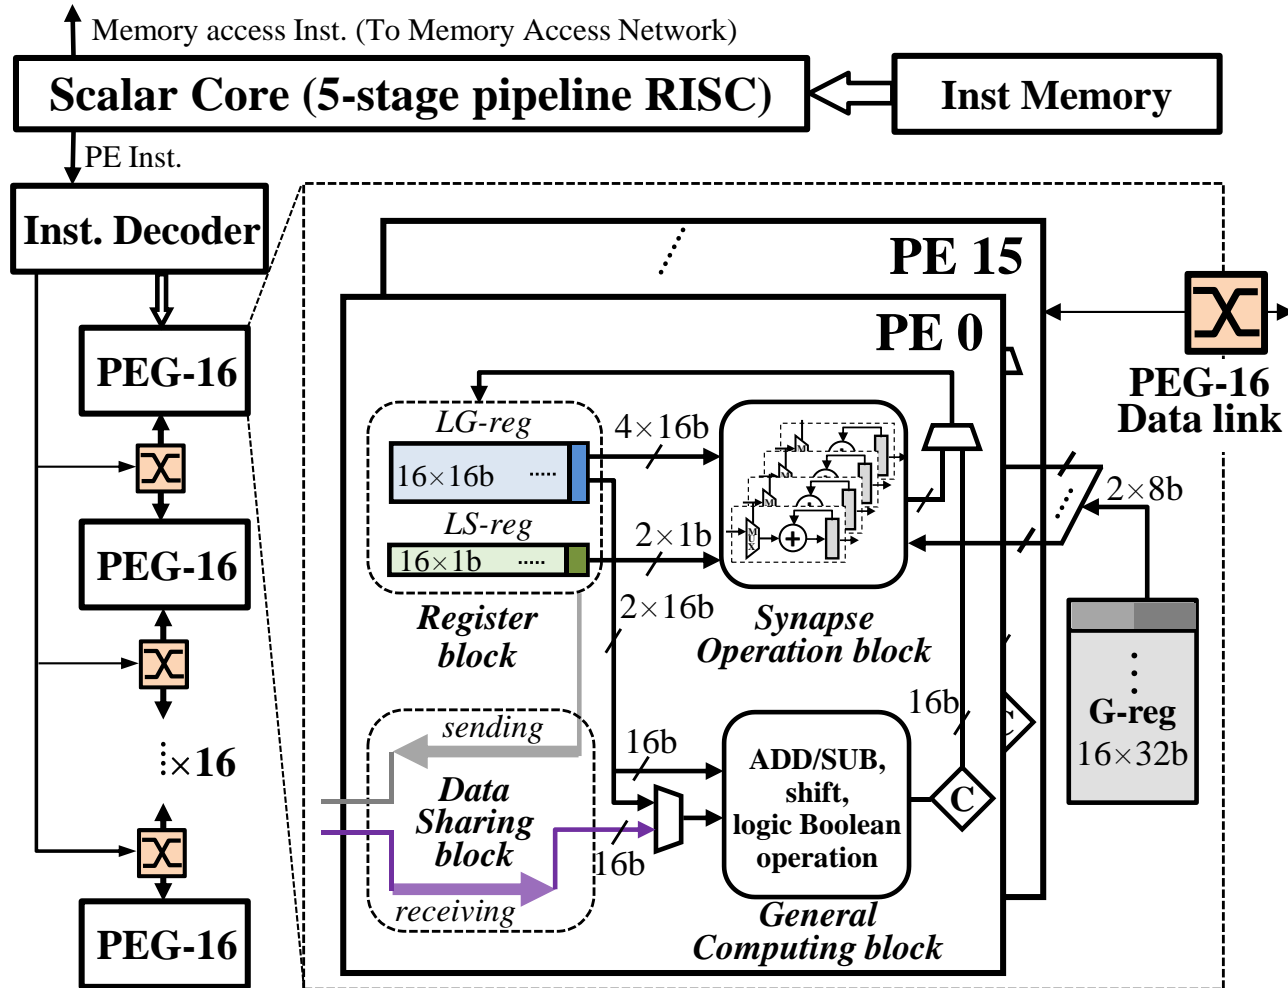 Memory access Inst. (To Memory Access Network)
Scalar Core (5-stage pipeline RISC)
Inst Memory
PE Inst.
Inst. Decoder
PEG-16
PEG-16
×16
PEG-16
PE 15
PE 0
PEG-16
Data link
LG-reg
16×16b
LS-reg
16×1b
Register
block
4×16b
2×1b
2×16b
MUX
Synapse
Operation block
2×8b
G-reg
16×32b
sending
Data
Sharing
block
receiving
16b
16b
ADD/SUB,
shift,
logic Boolean
operation
General
Computing block
16b
C
C